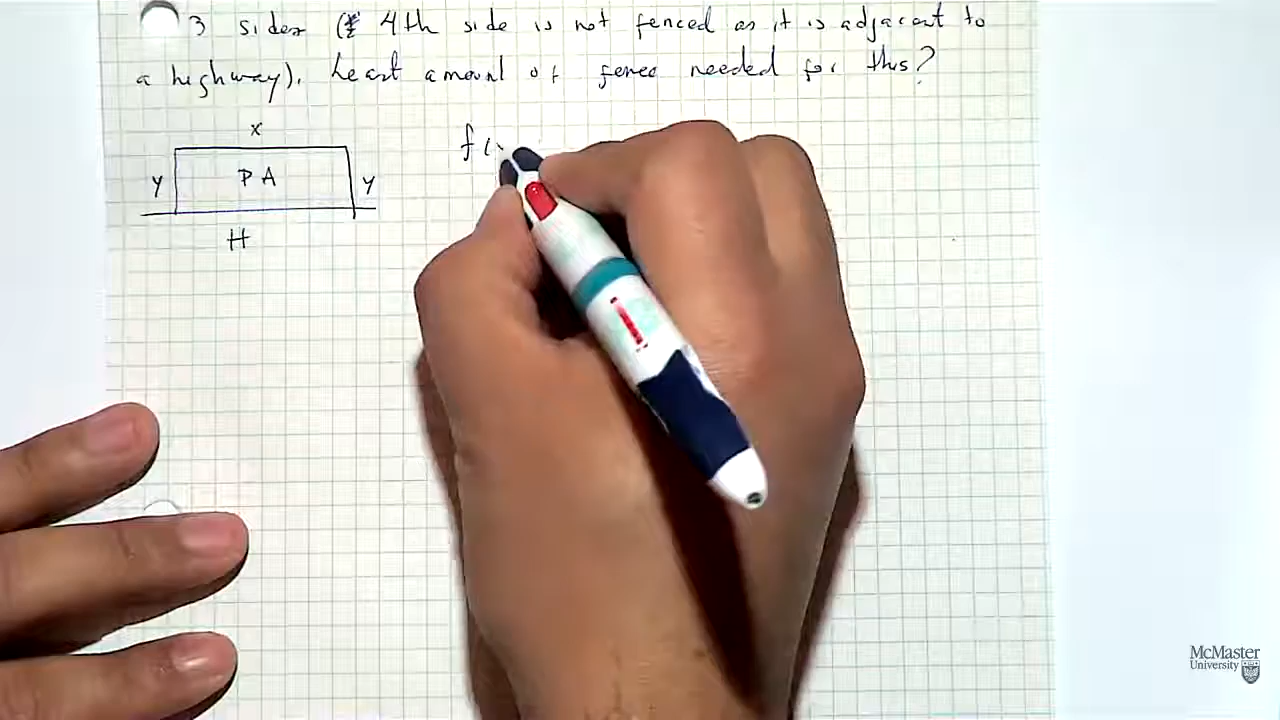 3 sides ( 4th side is not fenced as it is adjacent to
a highway). Least amount of fence needed for this?
x
y P A y
H
f(
McMaster
University